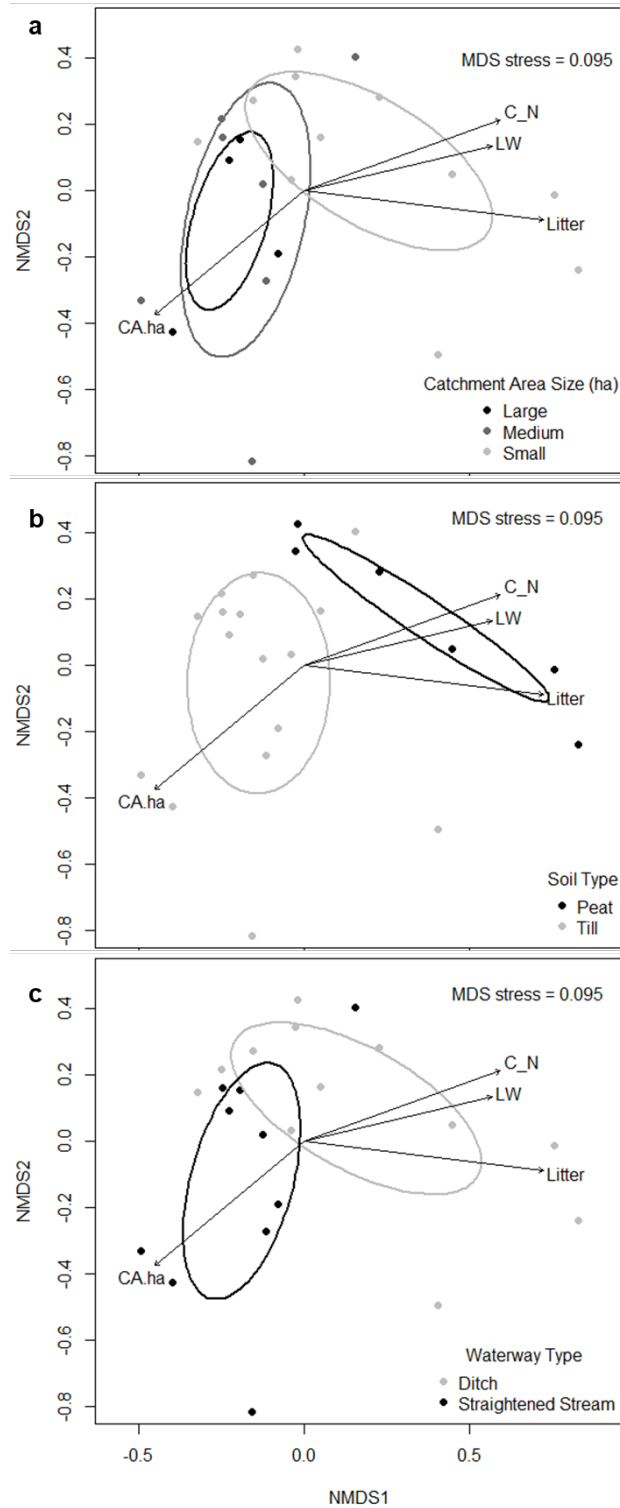 a
MDS stress = 0.095
0.4
0.2
0.0
-0.2
-0.4
-0.6
-0.8
NMDS2
C_N
LW
Litter
CA.ha
Catchment Area Size (ha)
Large
Medium
Small
b
MDS stress = 0.095
0.4
0.2
0.0
-0.2
-0.4
-0.6
-0.8
NMDS2
C_N
LW
Litter
CA.ha
Soil Type
Peat
Till
c
MDS stress = 0.095
0.4
0.2
0.0
-0.2
-0.4
-0.6
-0.8
NMDS2
C_N
LW
Litter
CA.ha
Waterway Type
Ditch
Straightened Stream
-0.5 0.0 0.5
NMDS1